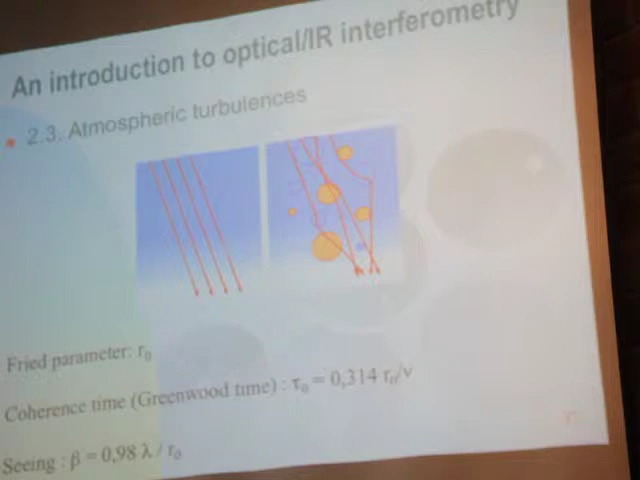 An introduction to optical/IR interferometry
2.3. Atmospheric turbulences
Fried parameter: r₀
Coherence time (Greenwood time) : τ₀ = 0,314 r₀/v
Seeing : β = 0,98 λ / r₀